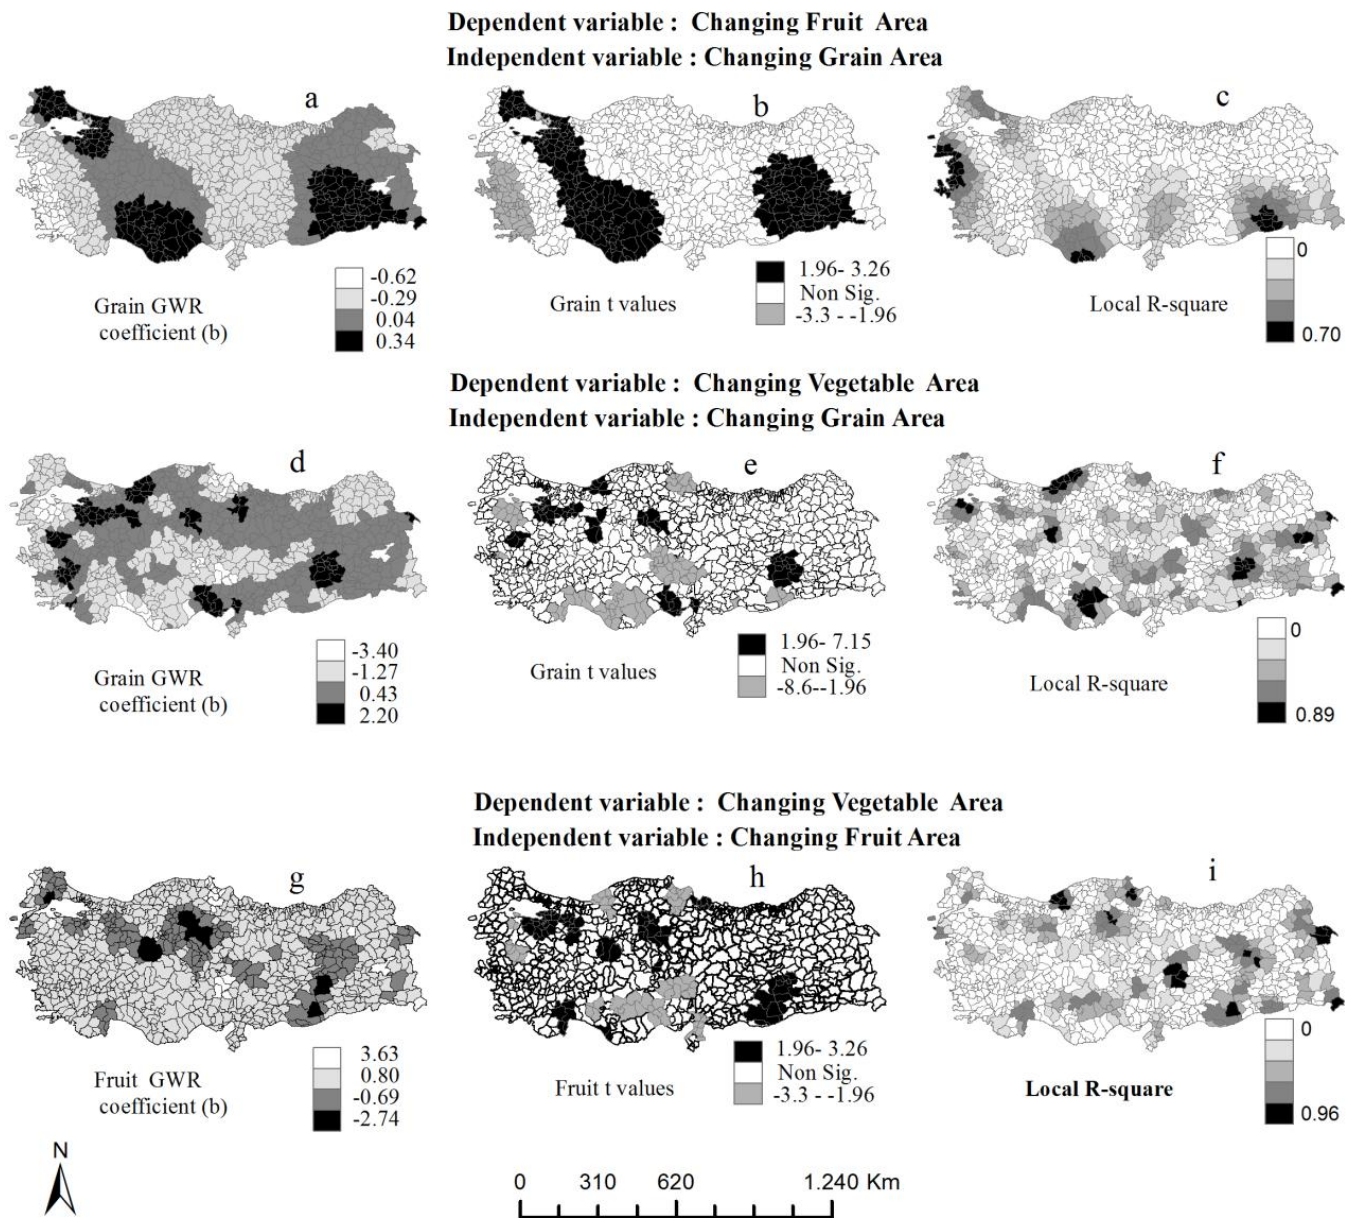 Dependent variable : Changing Fruit Area
Independent variable : Changing Grain Area
a
b
c
Grain GWR
coefficient (b)
-0.62
-0.29
0.04
0.34
Grain t values
1.96- 3.26
Non Sig.
-3.3 - -1.96
Local R-square
0
0.70
Dependent variable : Changing Vegetable Area
Independent variable : Changing Grain Area
d
e
f
Grain GWR
coefficient (b)
-3.40
-1.27
0.43
2.20
Grain t values
1.96- 7.15
Non Sig.
-8.6--1.96
Local R-square
0
0.89
Dependent variable : Changing Vegetable Area
Independent variable : Changing Fruit Area
g
h
i
Fruit GWR
coefficient (b)
3.63
0.80
-0.69
-2.74
Fruit t values
1.96- 3.26
Non Sig.
-3.3 - -1.96
Local R-square
0
0.96
N
0 310 620 1.240 Km